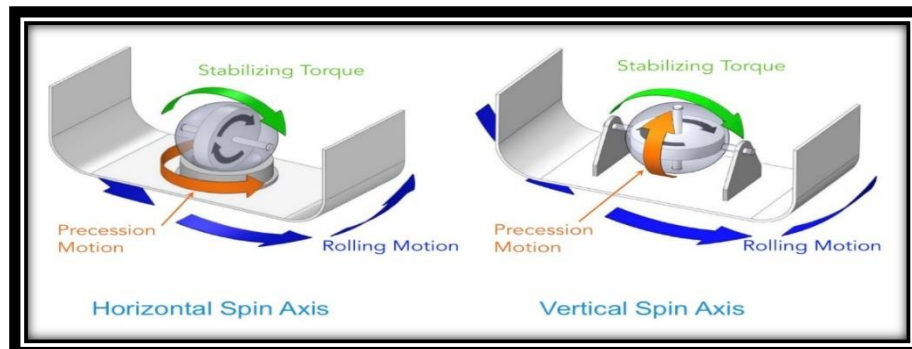 Stabilizing Torque
Precession
Motion
Rolling Motion
Horizontal Spin Axis
Stabilizing Torque
Precession
Motion
Rolling Motion
Vertical Spin Axis